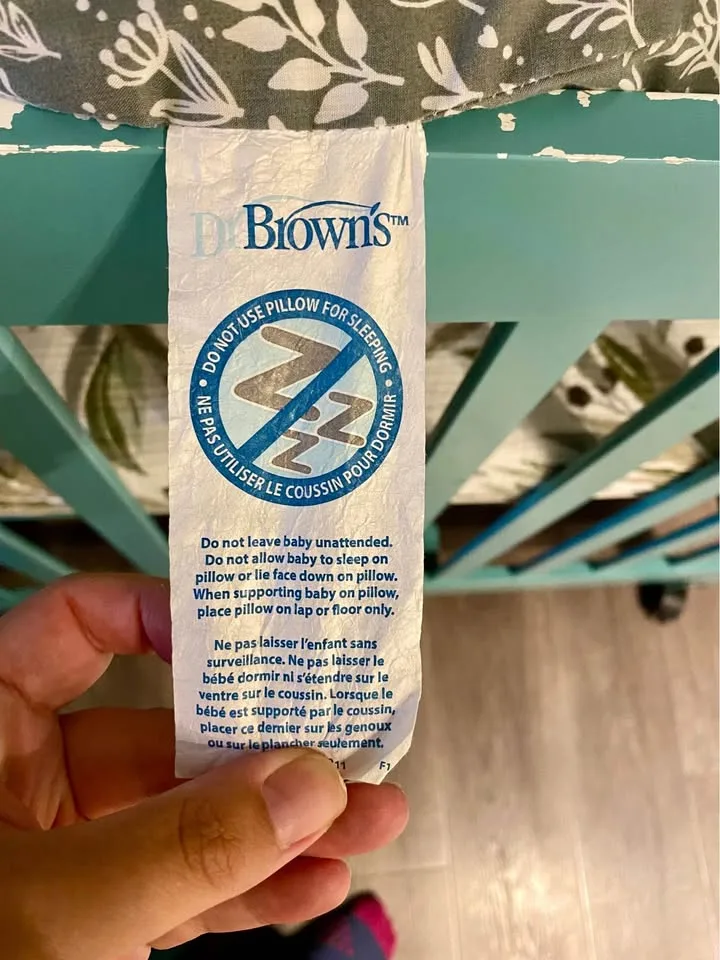 Dr Brown's™
DO NOT USE PILLOW FOR SLEEPING
• NE PAS UTILISER LE COUSSIN POUR DORMIR •
Do not leave baby unattended.
Do not allow baby to sleep on
pillow or lie face down on pillow.
When supporting baby on pillow,
place pillow on lap or floor only.
Ne pas laisser l'enfant sans
surveillance. Ne pas laisser le
bébé dormir ni s'étendre sur le
ventre sur le coussin. Lorsque le
bébé est supporté par le coussin,
placer ce dernier sur les genoux
ou sur le plancher seulement.
11 F1